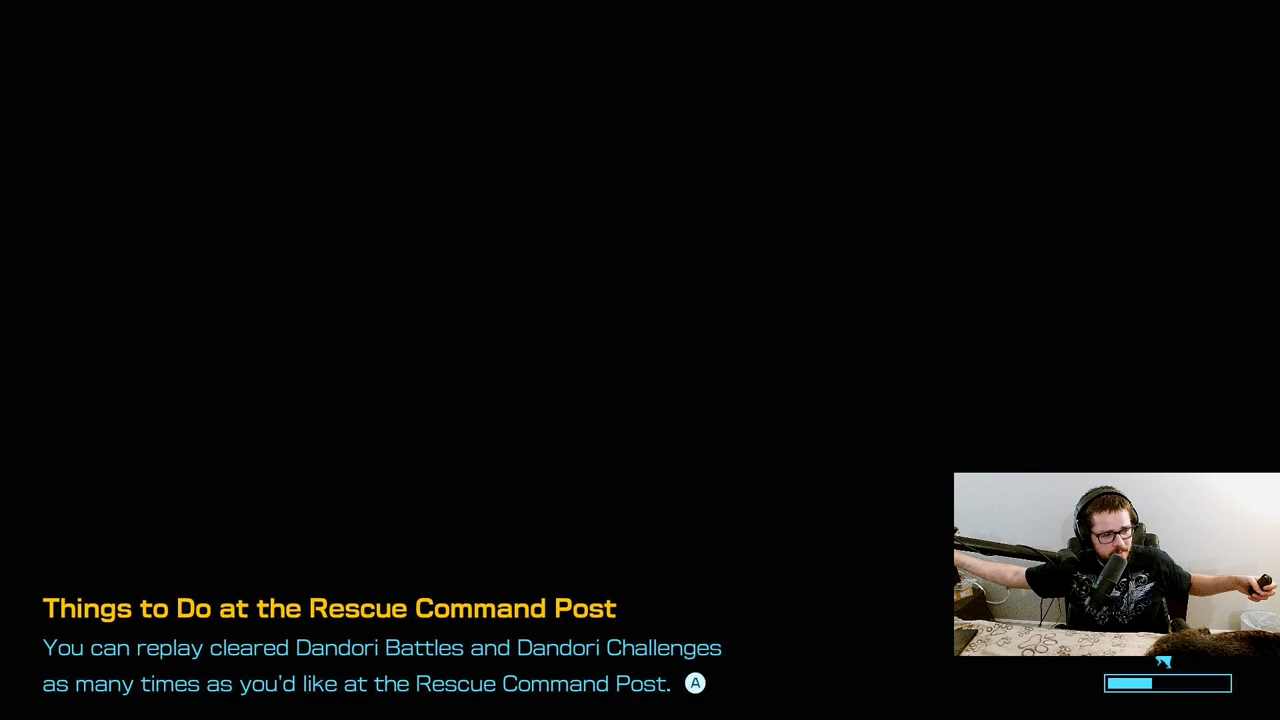 Things to Do at the Rescue Command Post
You can replay cleared Dandori Battles and Dandori Challenges
as many times as you'd like at the Rescue Command Post. A